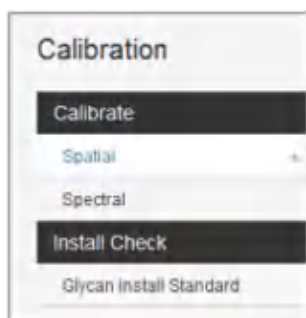 Calibration
Calibrate
Spatial
Spectral
Install Check
Glycan Install Standard